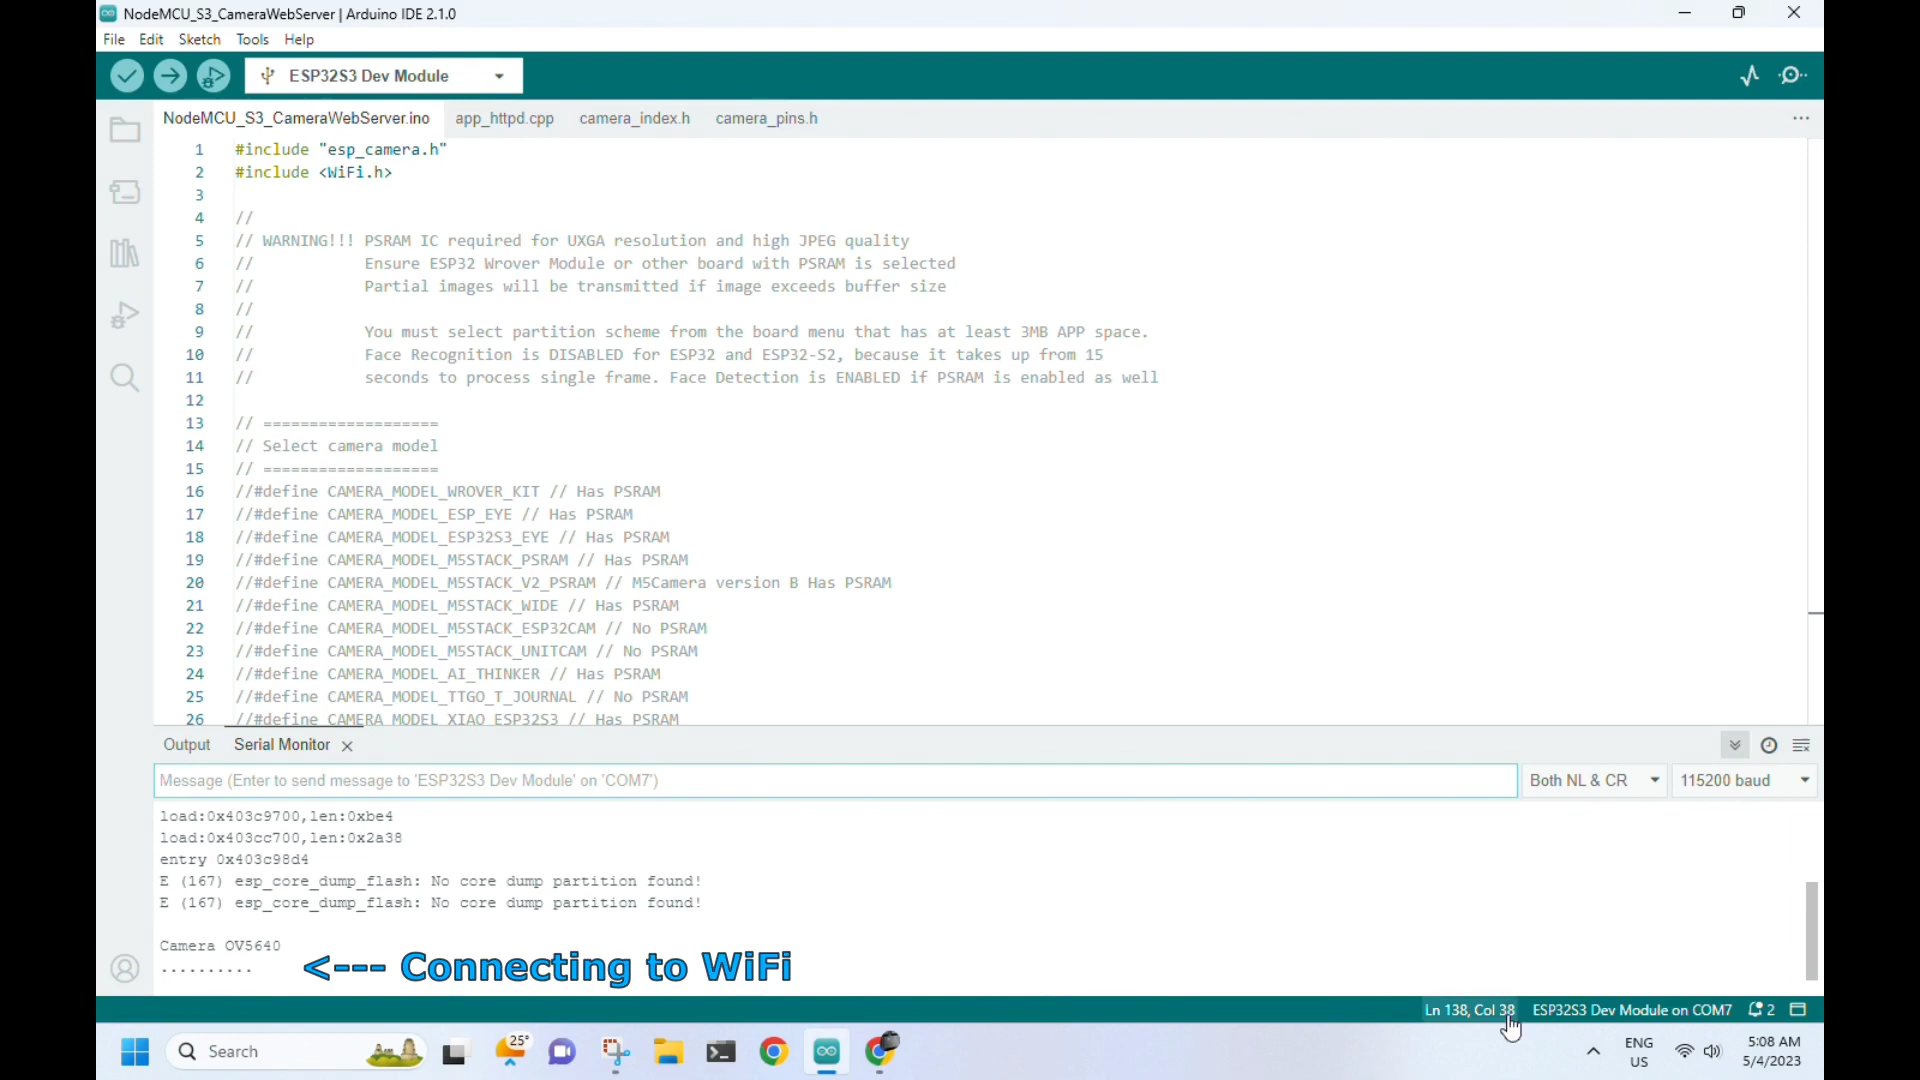 NodeMCU_S3_CameraWebServer | Arduino IDE 2.1.0
File Edit Sketch Tools Help
ESP32S3 Dev Module
NodeMCU_S3_CameraWebServer.ino app_httpd.cpp camera_index.h camera_pins.h
1 #include "esp_camera.h"
2 #include <WiFi.h>
3
4 //
5 // WARNING!!! PSRAM IC required for UXGA resolution and high JPEG quality
6 // Ensure ESP32 Wrover Module or other board with PSRAM is selected
7 // Partial images will be transmitted if image exceeds buffer size
8 //
9 // You must select partition scheme from the board menu that has at least 3MB APP space.
10 // Face Recognition is DISABLED for ESP32 and ESP32-S2, because it takes up from 15
11 // seconds to process single frame. Face Detection is ENABLED if PSRAM is enabled as well
12
13 // ===================
14 // Select camera model
15 // ===================
16 //#define CAMERA_MODEL_WROVER_KIT // Has PSRAM
17 //#define CAMERA_MODEL_ESP_EYE // Has PSRAM
18 //#define CAMERA_MODEL_ESP32S3_EYE // Has PSRAM
19 //#define CAMERA_MODEL_M5STACK_PSRAM // Has PSRAM
20 //#define CAMERA_MODEL_M5STACK_V2_PSRAM // M5Camera version B Has PSRAM
21 //#define CAMERA_MODEL_M5STACK_WIDE // Has PSRAM
22 //#define CAMERA_MODEL_M5STACK_ESP32CAM // No PSRAM
23 //#define CAMERA_MODEL_M5STACK_UNITCAM // No PSRAM
24 //#define CAMERA_MODEL_AI_THINKER // Has PSRAM
25 //#define CAMERA_MODEL_TTGO_T_JOURNAL // No PSRAM
26 //#define CAMERA_MODEL_XIAO_ESP32S3 // Has PSRAM
Output Serial Monitor
Message (Enter to send message to 'ESP32S3 Dev Module' on 'COM7') Both NL & CR 115200 baud
load:0x403c9700,len:0xbe4
load:0x403cc700,len:0x2a38
entry 0x403c98d4
E (167) esp_core_dump_flash: No core dump partition found!
E (167) esp_core_dump_flash: No core dump partition found!
Camera OV5640
.......... <--- Connecting to WiFi
Ln 138, Col 38 ESP32S3 Dev Module on COM7 2
Search 25° ENG 5:08 AM
US 5/4/2023